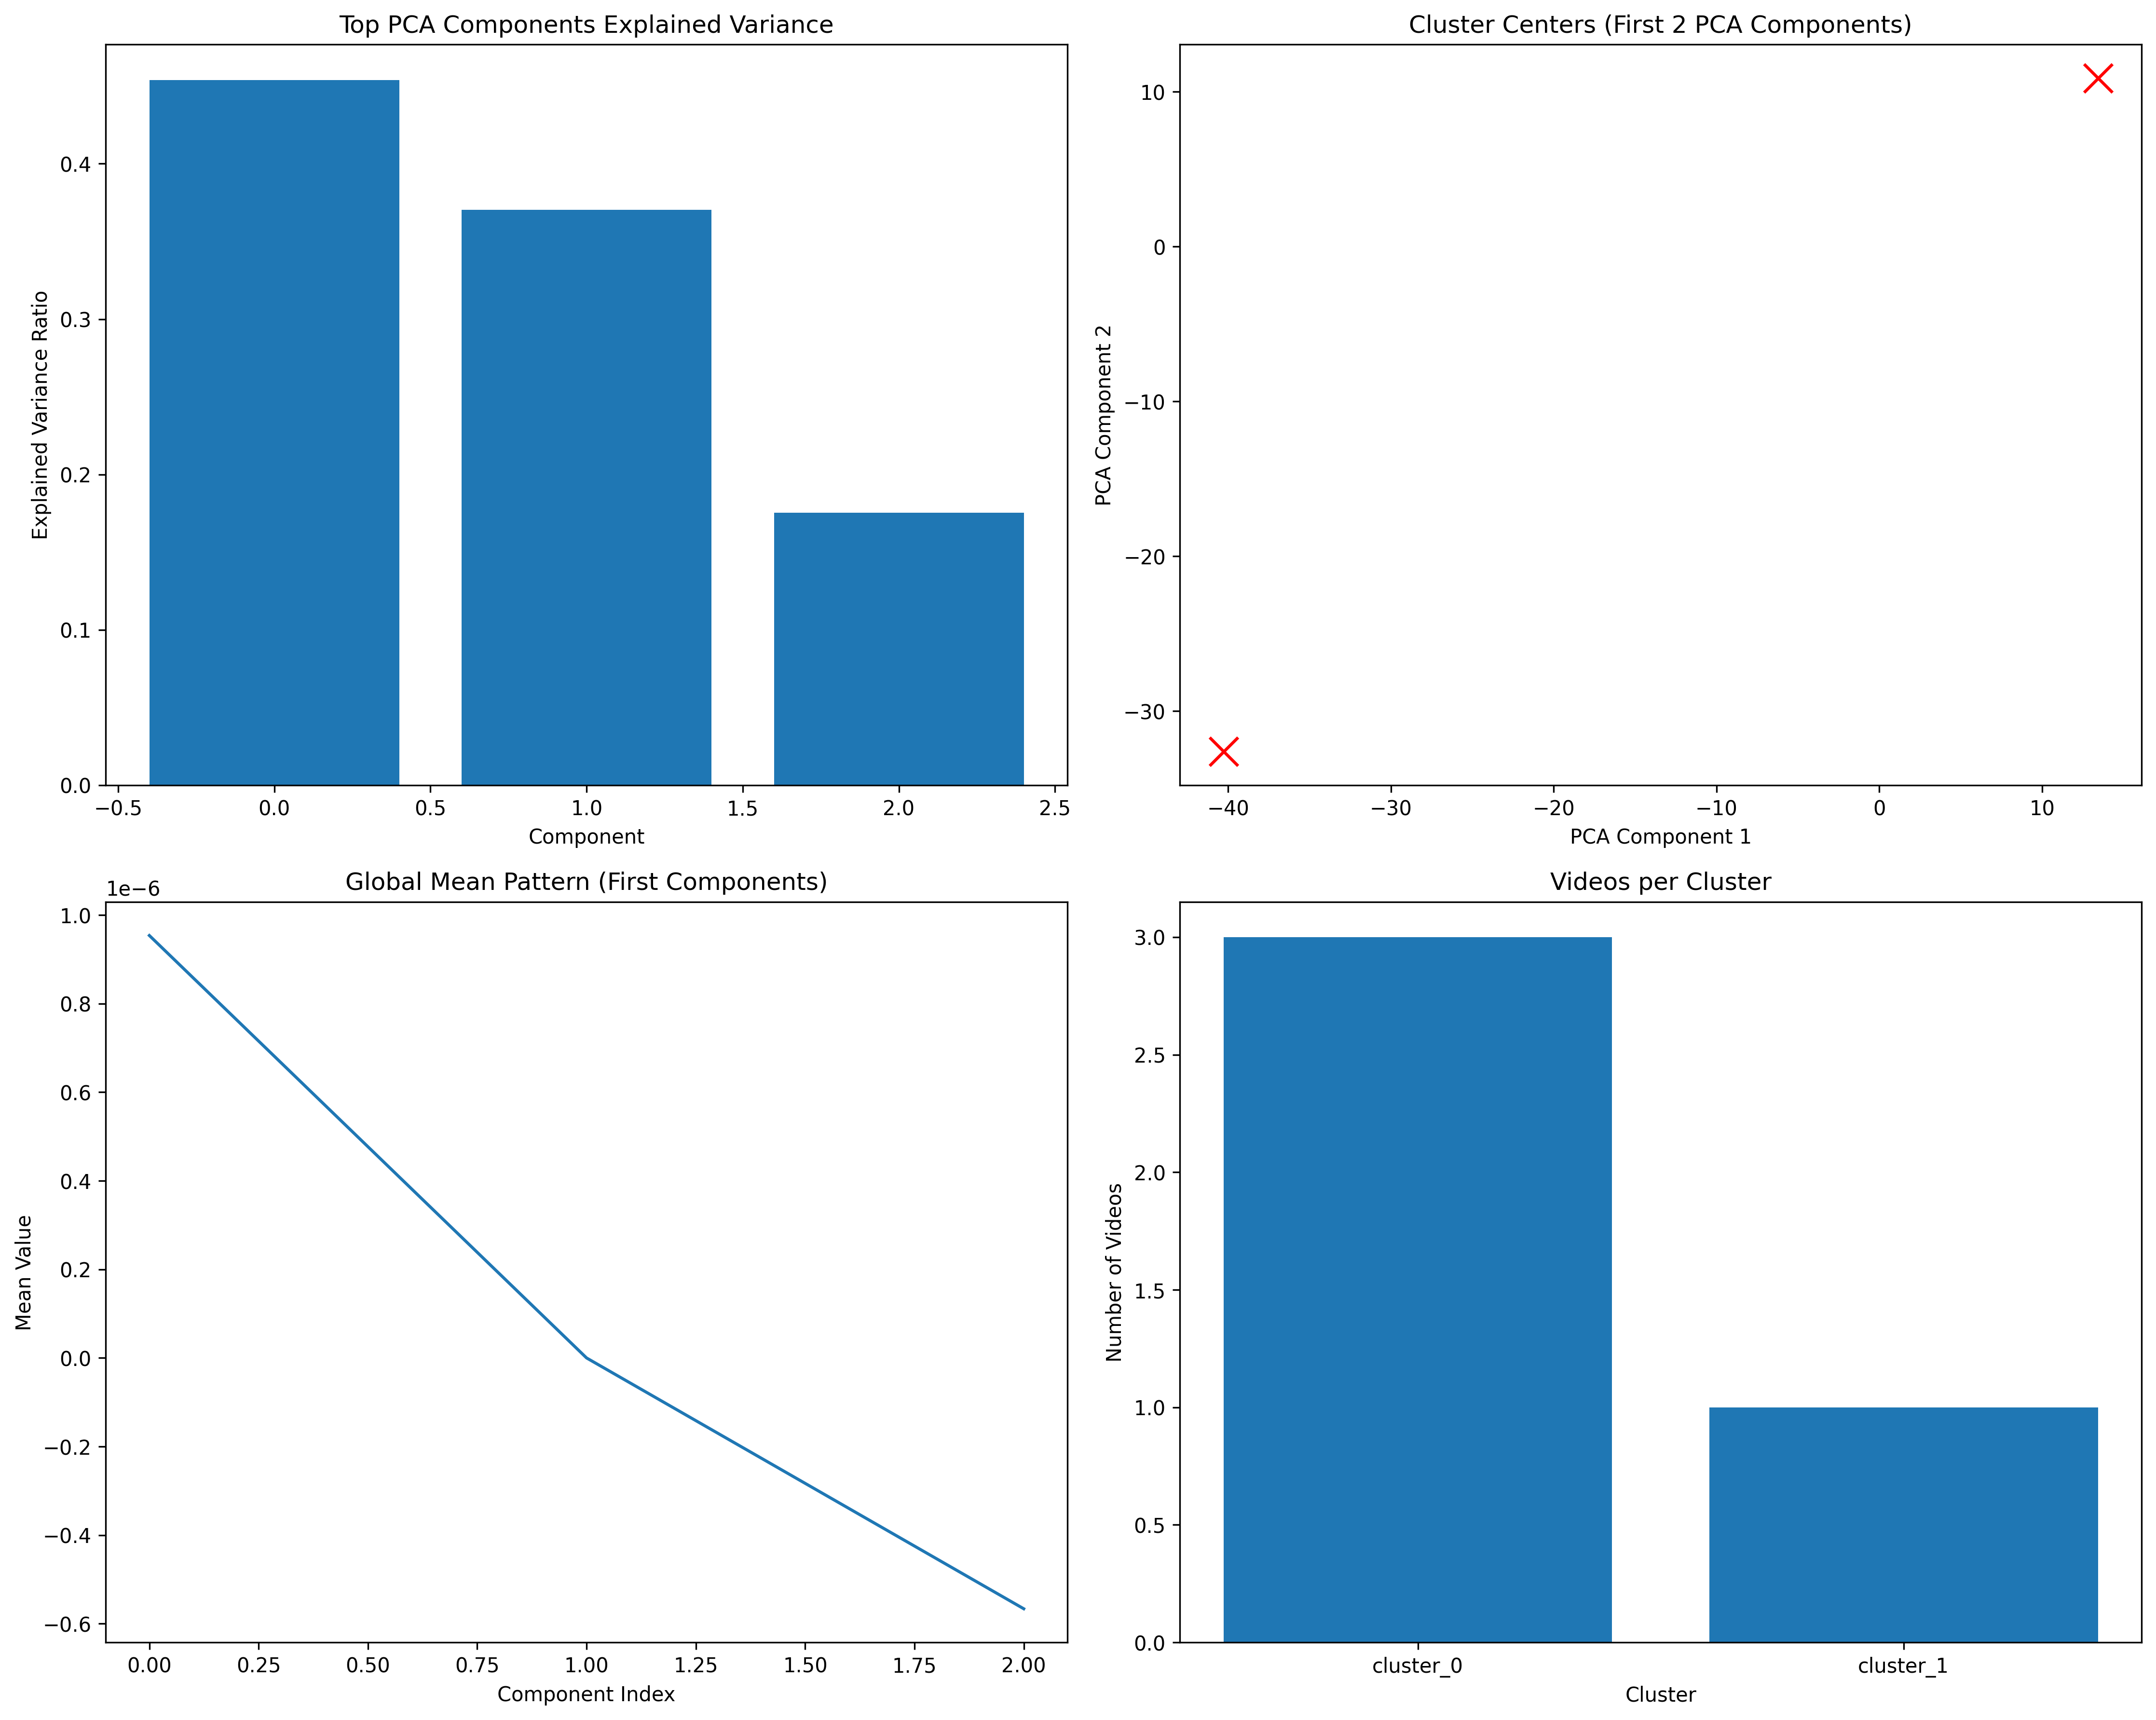 Top PCA Components Explained Variance
Explained Variance Ratio
0.4
0.3
0.2
0.1
0.0
−0.5 0.0 0.5 1.0 1.5 2.0 2.5
Component
Cluster Centers (First 2 PCA Components)
PCA Component 2
10
0
−10
−20
−30
−40 −30 −20 −10 0 10
PCA Component 1
Global Mean Pattern (First Components)
1e−6
Mean Value
1.0
0.8
0.6
0.4
0.2
0.0
−0.2
−0.4
−0.6
0.00 0.25 0.50 0.75 1.00 1.25 1.50 1.75 2.00
Component Index
Videos per Cluster
Number of Videos
3.0
2.5
2.0
1.5
1.0
0.5
0.0
cluster_0 cluster_1
Cluster